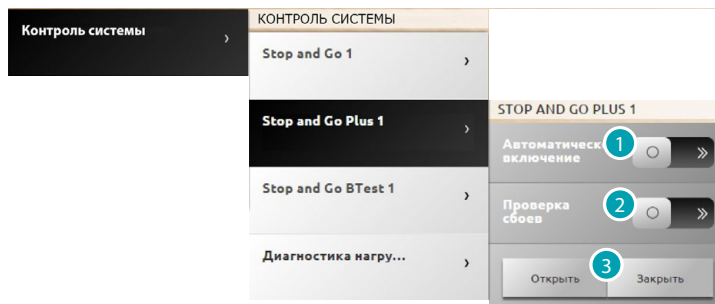 Контроль системы
КОНТРОЛЬ СИСТЕМЫ
Stop and Go 1
Stop and Go Plus 1
Stop and Go BTest 1
Диагностика нагру...
STOP AND GO PLUS 1
Автоматическ
включение
1
Проверка
сбоев
2
3
Открыть
Закрыть